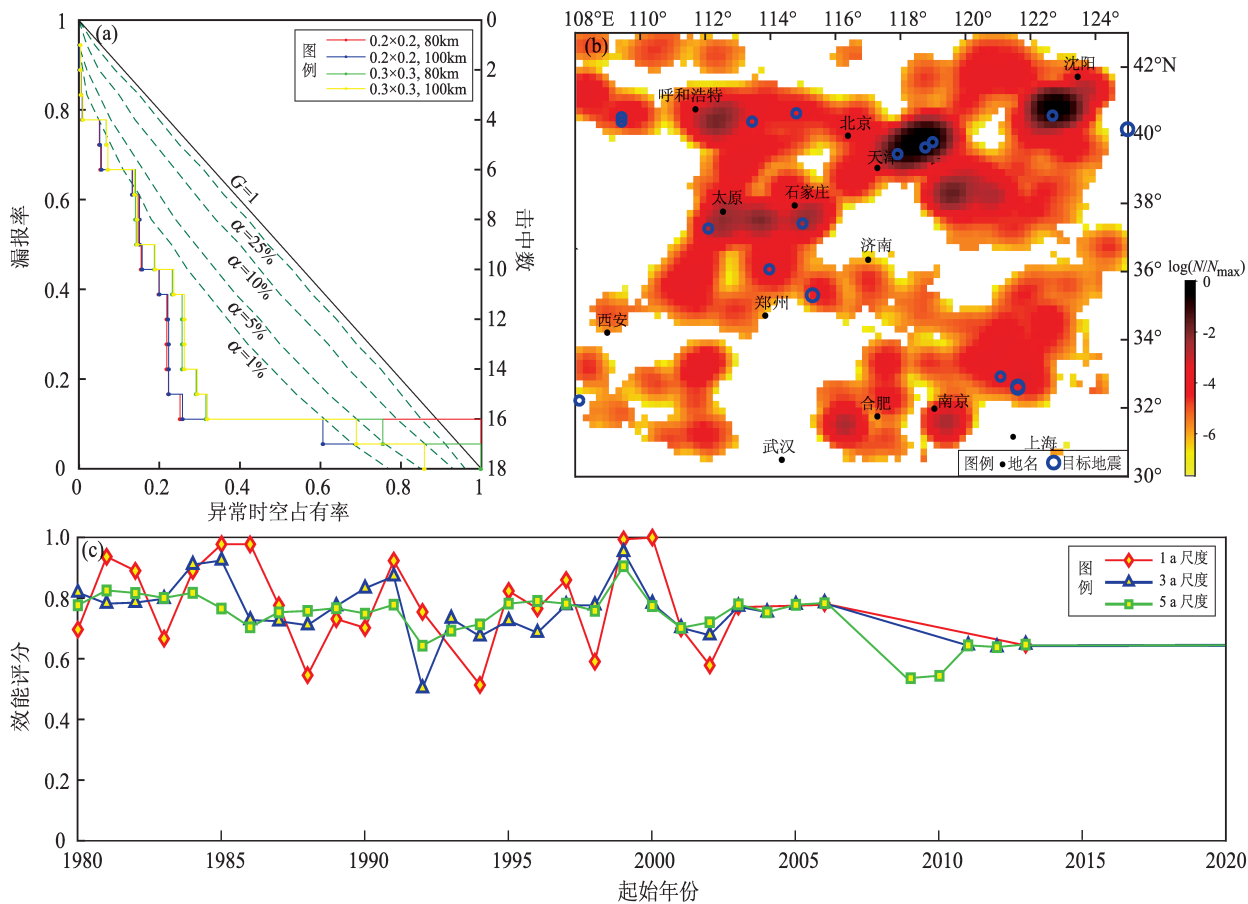 (a)
图例
0.2×0.2, 80km
0.2×0.2, 100km
0.3×0.3, 80km
0.3×0.3, 100km
1
0.8
0.6
0.4
0.2
0
漏报率
0
2
4
6
8
10
12
14
16
18
击中数
G=1
α=25%
α=10%
α=5%
α=1%
0
0.2
0.4
0.6
0.8
1
异常时空占有率
108°E
110°
112°
114°
116°
118°
120°
122°
124°
(b)
42°N
40°
38°
36°
34°
32°
30°
沈阳
呼和浩特
北京
天津
太原
石家庄
济南
郑州
西安
合肥
南京
武汉
上海
图例
地名
目标地震
log(N/Nmax)
0
-2
-4
-6
(c)
1.0
0.8
0.6
0.4
0.2
0
效能评分
图例
1 a 尺度
3 a 尺度
5 a 尺度
1980
1985
1990
1995
2000
2005
2010
2015
2020
起始年份